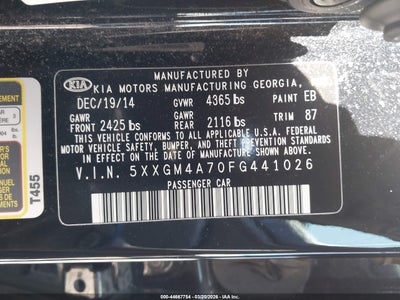 MANUFACTURED BY
KIA KIA MOTORS MANUFACTURING GEORGIA,
DEC/19/14 GVWR 4365 lbs PAINT EB
GAWR GAWR
FRONT 2425 lbs REAR 2116 lbs TRIM 87
THIS VEHICLE CONFORMS TO ALL APPLICABLE U.S.A. FEDERAL
MOTOR VEHICLE SAFETY, BUMPER, AND THEFT PREVENTION
STANDARDS IN EFFECT ON THE DATE OF MANUFACTURE
SHOWN ABOVE.
V.I.N. 5XXGM4A70FG441026
PASSENGER CAR
T455
000-44667764 | 03/20/2026 - IAA Inc.